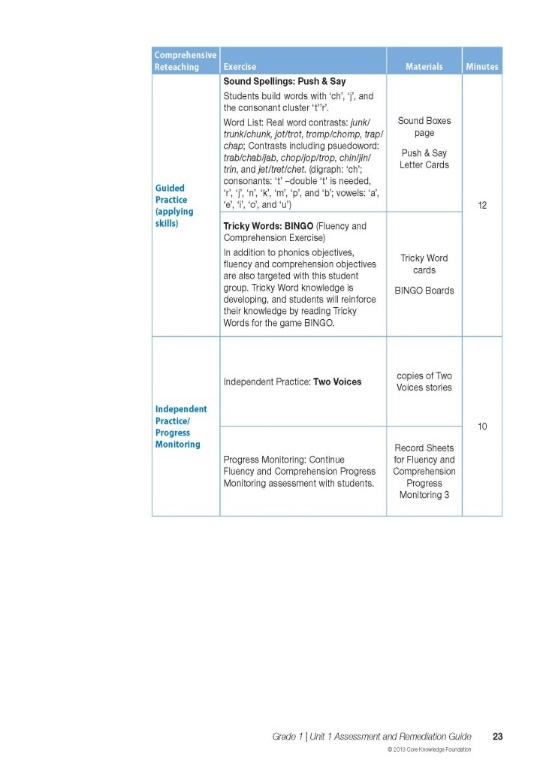 Comprehensive
Reteaching
Exercise
Materials
Minutes
Guided
Practice
(applying
skills)
Sound Spellings: Push & Say
Students build words with 'ch', 'j', and
the consonant cluster 't''r'.
Word List: Real word contrasts: junk/
trunk/chunk, jot/trot, tromp/chomp, trap/
chap; Contrasts including psuedoword:
trab/chab/jab, chop/jop/trop, chin/jin/
trin, and jet/tret/chet. (digraph: 'ch';
consonants: 't' –double 't' is needed,
'r', 'j', 'n', 'k', 'm', 'p', and 'b'; vowels: 'a',
'e', 'i', 'o', and 'u')
Sound Boxes
page
Push & Say
Letter Cards
12
Tricky Words: BINGO (Fluency and
Comprehension Exercise)
In addition to phonics objectives,
fluency and comprehension objectives
are also targeted with this student
group. Tricky Word knowledge is
developing, and students will reinforce
their knowledge by reading Tricky
Words for the game BINGO.
Tricky Word
cards
BINGO Boards
Independent
Practice/
Progress
Monitoring
Independent Practice: Two Voices
copies of Two
Voices stories
10
Progress Monitoring: Continue
Fluency and Comprehension Progress
Monitoring assessment with students.
Record Sheets
for Fluency and
Comprehension
Progress
Monitoring 3
Grade 1 | Unit 1 Assessment and Remediation Guide 23
© 2013 Core Knowledge Foundation